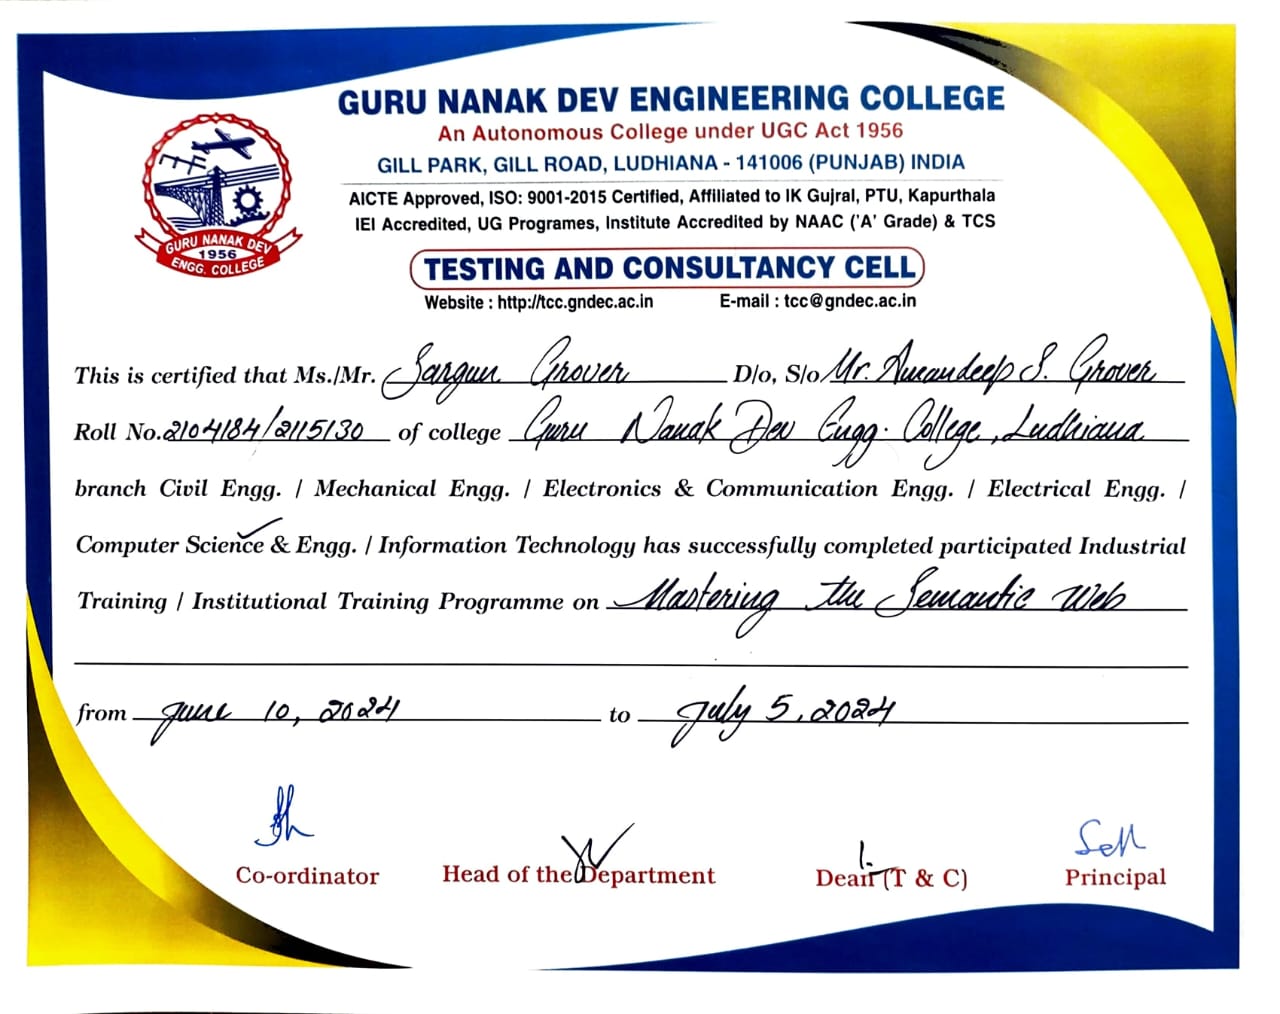 GURU NANAK DEV ENGINEERING COLLEGE
An Autonomous College under UGC Act 1956
GILL PARK, GILL ROAD, LUDHIANA - 141006 (PUNJAB) INDIA
AICTE Approved, ISO: 9001-2015 Certified, Affiliated to IK Gujral, PTU, Kapurthala
IEI Accredited, UG Programes, Institute Accredited by NAAC ('A' Grade) & TCS
GURU NANAK DEV
1956
ENGG. COLLEGE
TESTING AND CONSULTANCY CELL
Website : http://tcc.gndec.ac.in E-mail : tcc@gndec.ac.in
This is certified that Ms./Mr. Sargun Grover D/o, S/o Mr. Amandeep S. Grover
Roll No. 2104184/2115130 of college Guru Nanak Dev Engg. College, Ludhiana
branch Civil Engg. / Mechanical Engg. / Electronics & Communication Engg. / Electrical Engg. /
Computer Science & Engg. / Information Technology has successfully completed participated Industrial
Training / Institutional Training Programme on Mastering the Semantic Web
from June 10, 2024 to July 5, 2024
Co-ordinator Head of the Department Dean (T & C) Principal